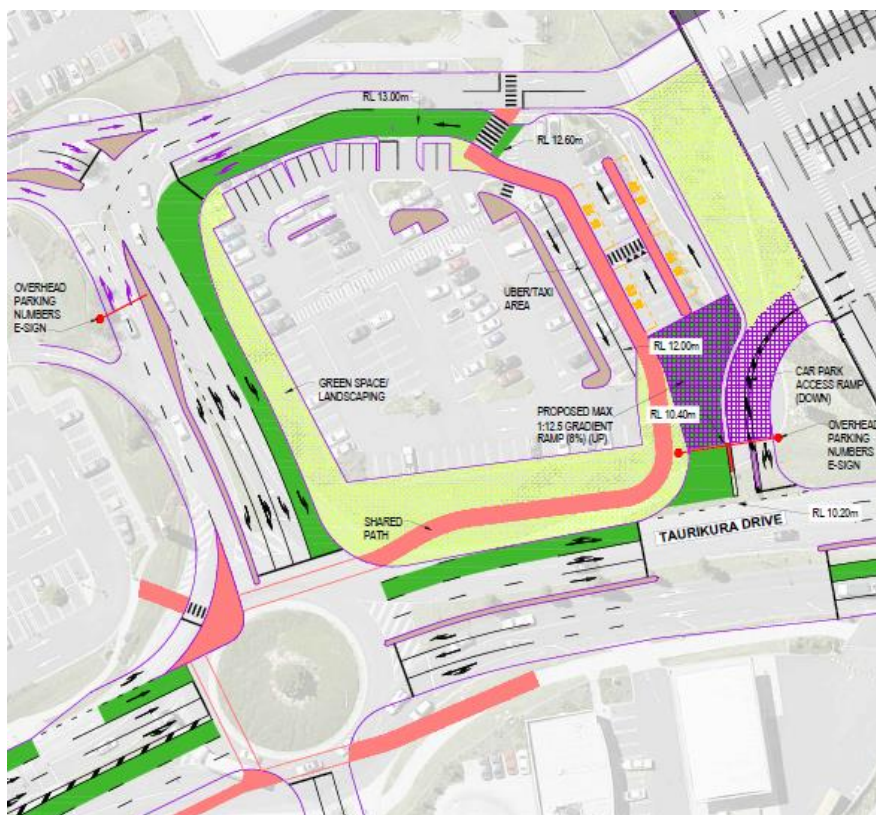 RL 13.00m
RL 12.60m
OVERHEAD
PARKING
NUMBERS
E-SIGN
UBER/TAXI
AREA
RL 12.00m
GREEN SPACE/
LANDSCAPING
PROPOSED MAX
1:12.5 GRADIENT
RAMP (8%) (UP)
RL 10.40m
CAR PARK
ACCESS RAMP
(DOWN)
OVERHEAD
PARKING
NUMBERS
E-SIGN
RL 10.20m
SHARED
PATH
TAURIKURA DRIVE